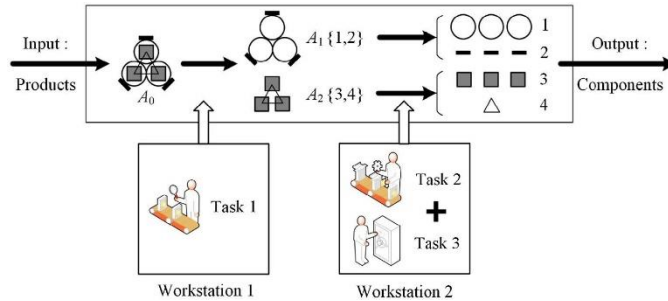 Input :
Products
A0
A1 {1,2}
A2 {3,4}
1
2
3
4
Output :
Components
Task 1
Task 2
+
Task 3
Workstation 1
Workstation 2